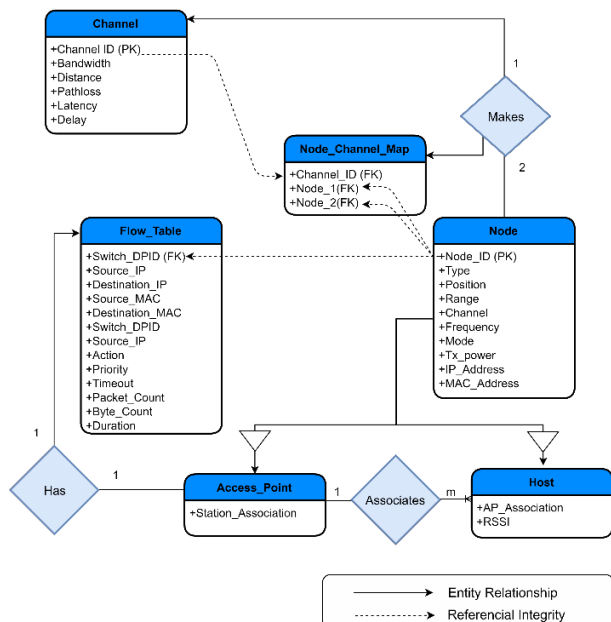 Channel
+Channel ID (PK)
+Bandwidth
+Distance
+Pathloss
+Latency
+Delay
1
Makes
2
Node_Channel_Map
+Channel_ID (FK)
+Node_1(FK)
+Node_2(FK)
Flow_Table
+Switch_DPID (FK)
+Source_IP
+Destination_IP
+Source_MAC
+Destination_MAC
+Switch_DPID
+Source_IP
+Action
+Priority
+Timeout
+Packet_Count
+Byte_Count
+Duration
Node
+Node_ID (PK)
+Type
+Position
+Range
+Channel
+Frequency
+Mode
+Tx_power
+IP_Address
+MAC_Address
1
Has
1
Access_Point
+Station_Association
1
Associates
m
Host
+AP_Association
+RSSI
Entity Relationship
Referencial Integrity